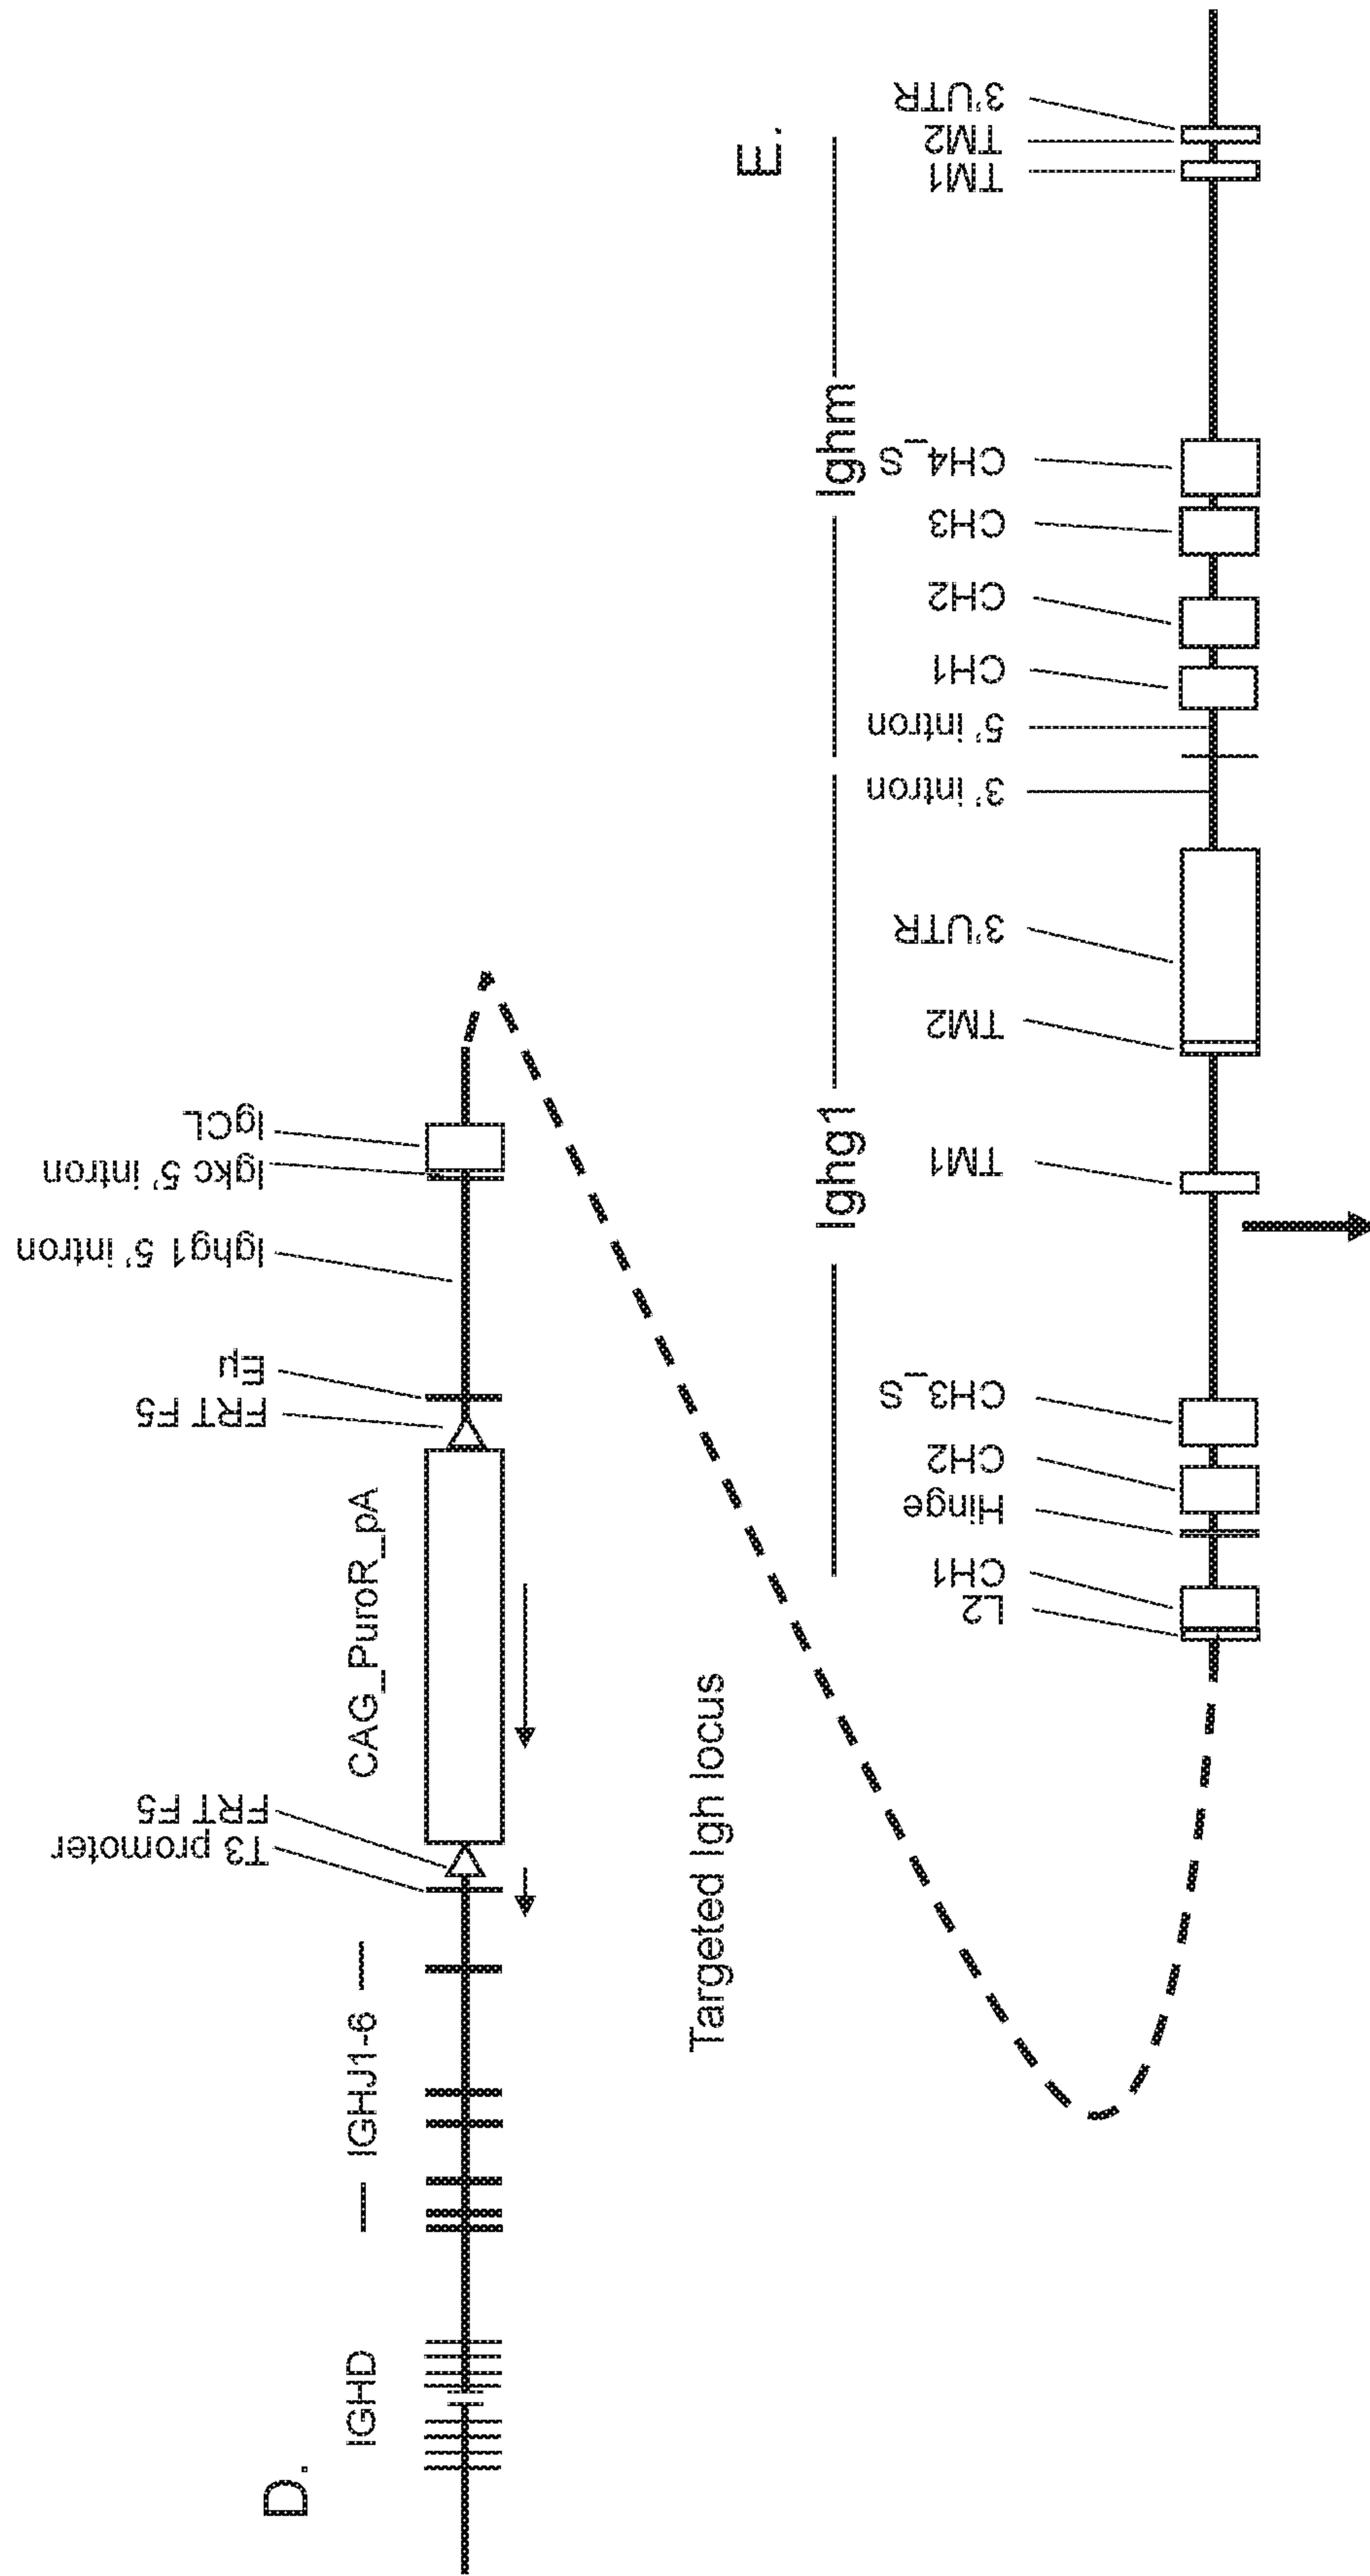 D.
IGHD
— IGHJ1-6 —
T3 promoter
FRT F5
CAG_PuroR_pA
FRT F5
Eµ
Ighg1 5' intron
Igkc 5' intron
IgCL
Targeted Igh locus
E.
Ighg1
Ighm
L2
CH1
Hinge
CH2
CH3_S
TM1
TM2
3'UTR
3' intron
5' intron
CH1
CH2
CH3
CH4_S
TM1
TM2
3'UTR